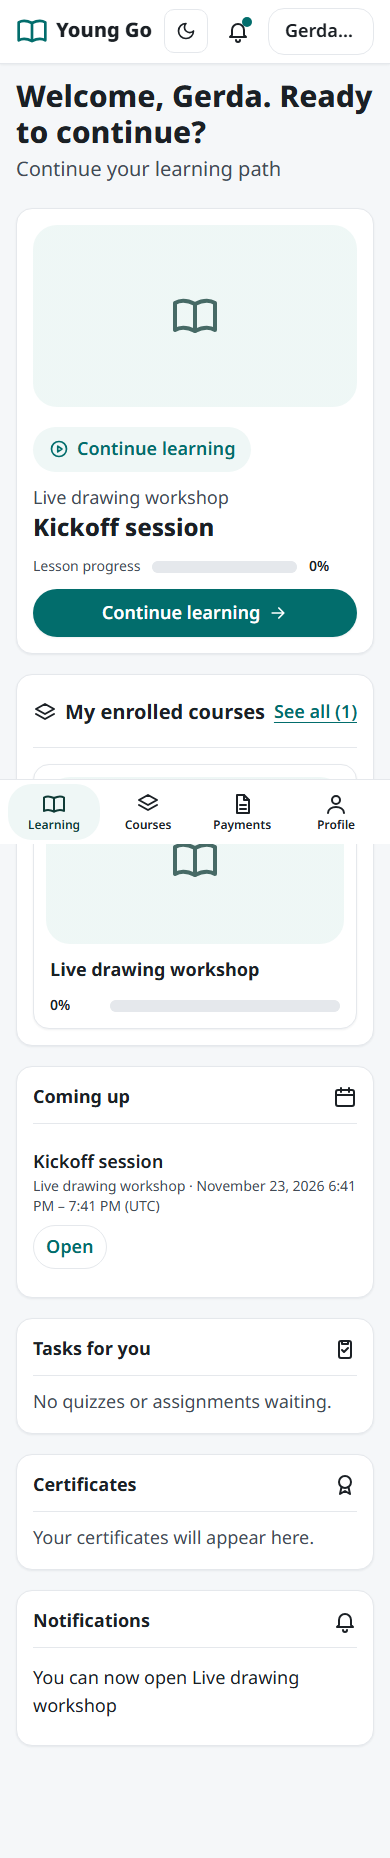 Young Go
Gerda...
Welcome, Gerda. Ready
to continue?
Continue your learning path
Continue learning
Live drawing workshop
Kickoff session
Lesson progress 0%
Continue learning
My enrolled courses See all (1)
Learning Courses Payments Profile
Live drawing workshop
0%
Coming up
Kickoff session
Live drawing workshop · November 23, 2026 6:41
PM – 7:41 PM (UTC)
Open
Tasks for you
No quizzes or assignments waiting.
Certificates
Your certificates will appear here.
Notifications
You can now open Live drawing
workshop